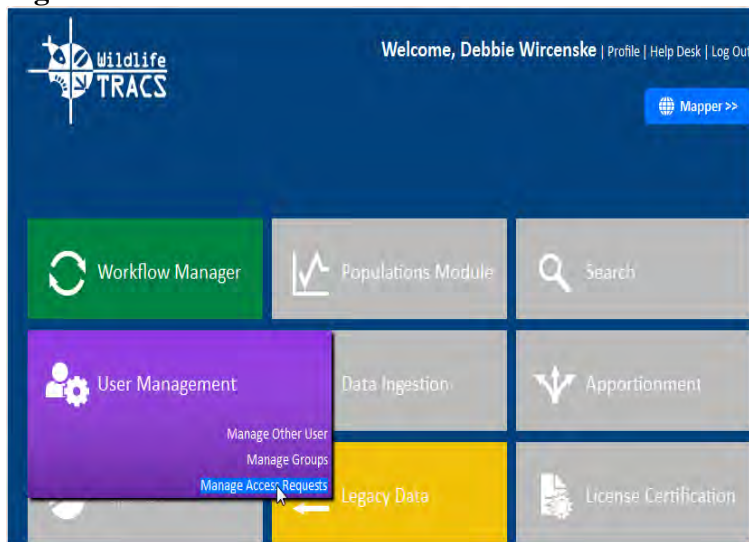 Wildlife
TRACS
Welcome, Debbie Wircenske | Profile | Help Desk | Log Out
Mapper >>
Workflow Manager
Populations Module
Search
User Management
Data Ingestion
Apportionment
Manage Other User
Manage Groups
Manage Access Requests
Legacy Data
License Certification